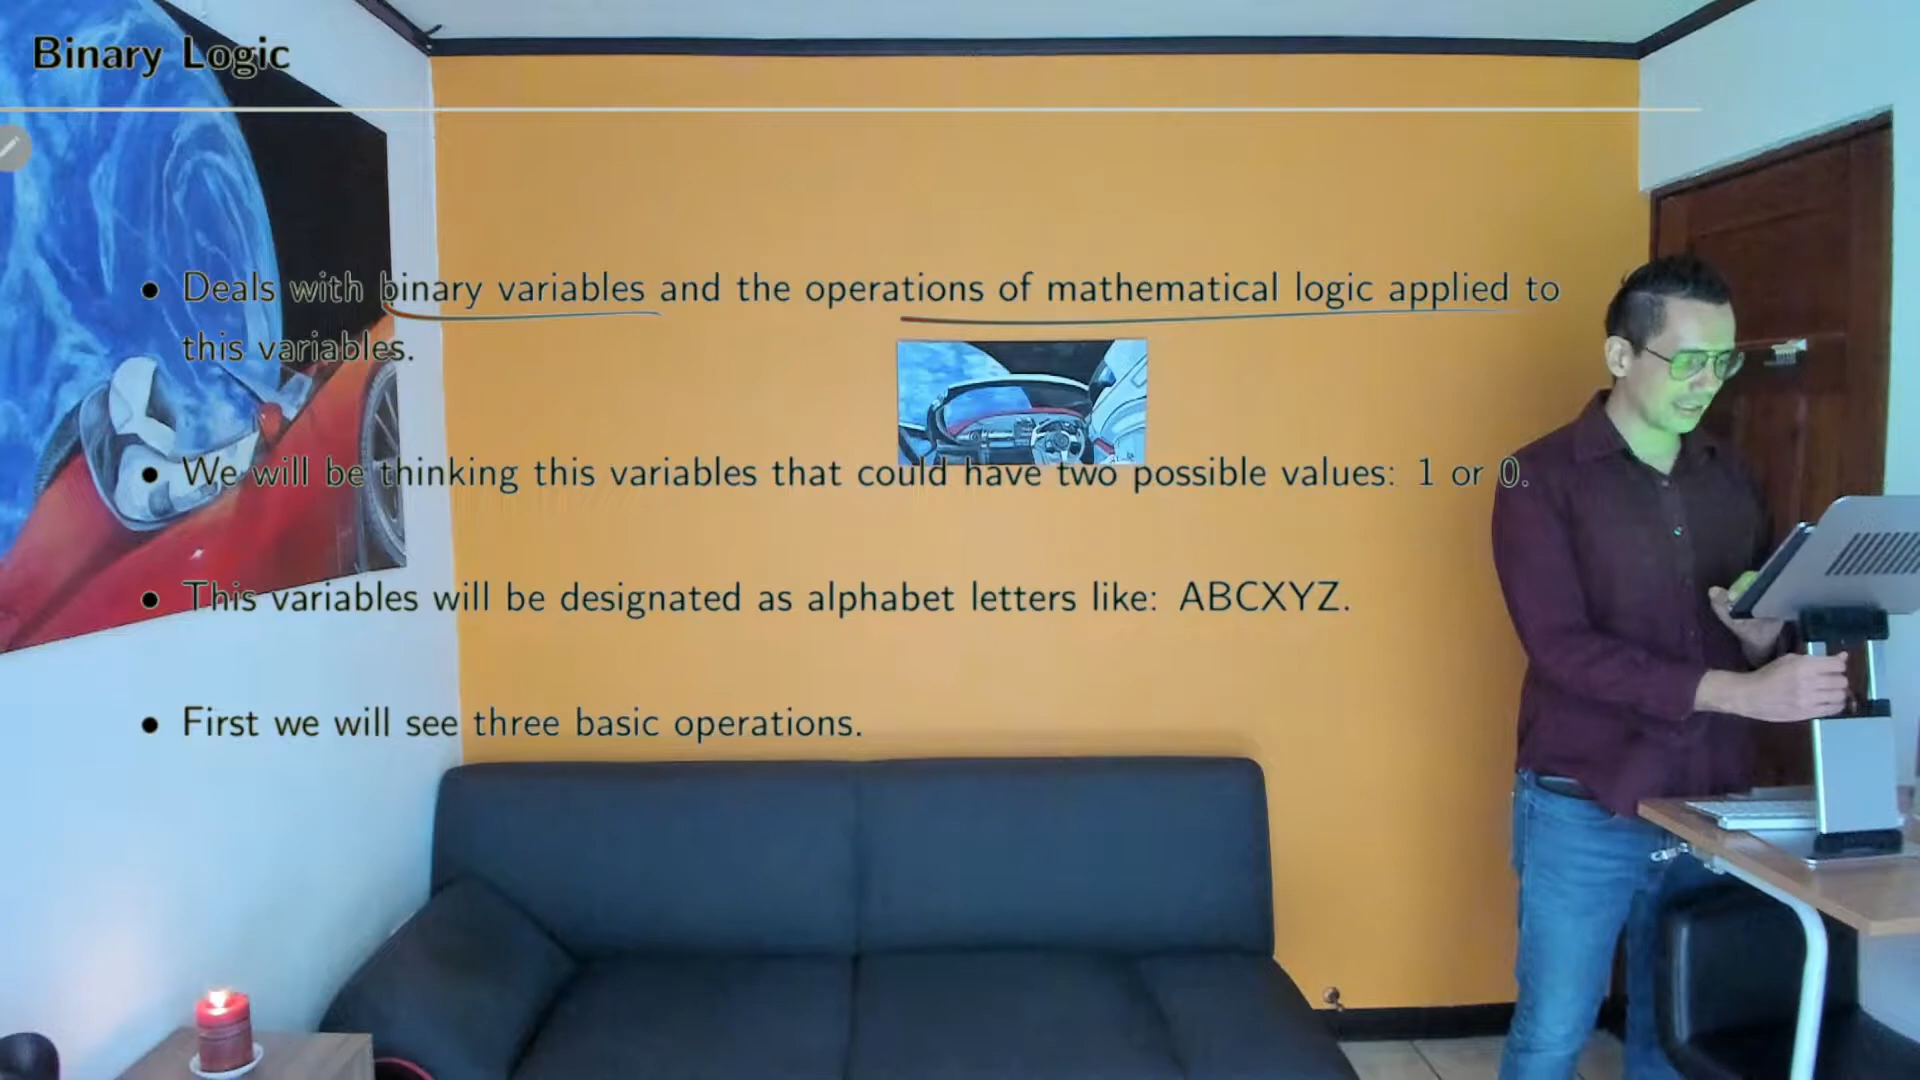 Binary Logic
• Deals with binary variables and the operations of mathematical logic applied to
this variables.
• We will be thinking this variables that could have two possible values: 1 or 0.
• This variables will be designated as alphabet letters like: ABCXYZ.
• First we will see three basic operations.